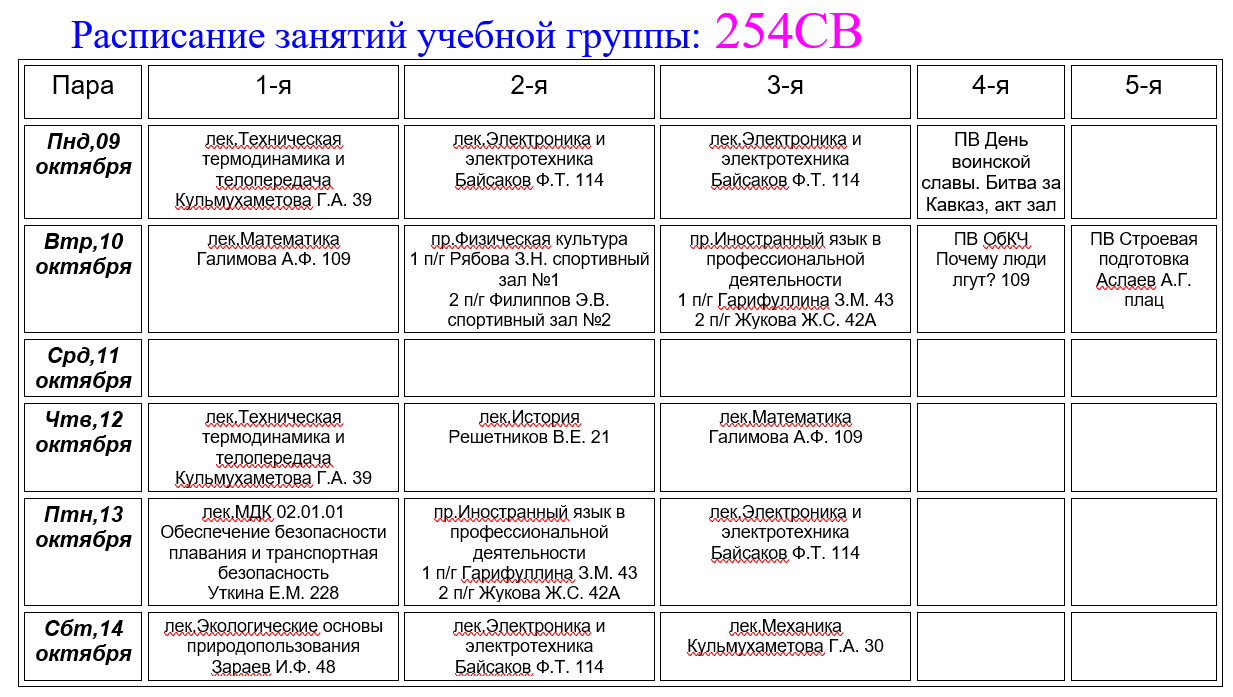 Расписание занятий учебной группы: 254СВ
Пара
1-я
2-я
3-я
4-я
5-я
Пнд,09
октября
лек.Техническая
термодинамика и
телопередача
Кульмухаметова Г.А. 39
лек.Электроника и
электротехника
Байсаков Ф.Т. 114
лек.Электроника и
электротехника
Байсаков Ф.Т. 114
ПВ День
воинской
славы. Битва за
Кавказ, акт зал
Втр,10
октября
лек.Математика
Галимова А.Ф. 109
пр.Физическая культура
1 п/г Рябова З.Н. спортивный
зал №1
2 п/г Филиппов Э.В.
спортивный зал №2
пр.Иностранный язык в
профессиональной
деятельности
1 п/г Гарифуллина З.М. 43
2 п/г Жукова Ж.С. 42А
ПВ ОбКЧ
Почему люди
лгут? 109
ПВ Строевая
подготовка
Аслаев А.Г.
плац
Срд,11
октября
Чтв,12
октября
лек.Техническая
термодинамика и
телопередача
Кульмухаметова Г.А. 39
лек.История
Решетников В.Е. 21
лек.Математика
Галимова А.Ф. 109
Птн,13
октября
лек.МДК 02.01.01
Обеспечение безопасности
плавания и транспортная
безопасность
Уткина Е.М. 228
пр.Иностранный язык в
профессиональной
деятельности
1 п/г Гарифуллина З.М. 43
2 п/г Жукова Ж.С. 42А
лек.Электроника и
электротехника
Байсаков Ф.Т. 114
Сбт,14
октября
лек.Экологические основы
природопользования
Зараев И.Ф. 48
лек.Электроника и
электротехника
Байсаков Ф.Т. 114
лек.Механика
Кульмухаметова Г.А. 30